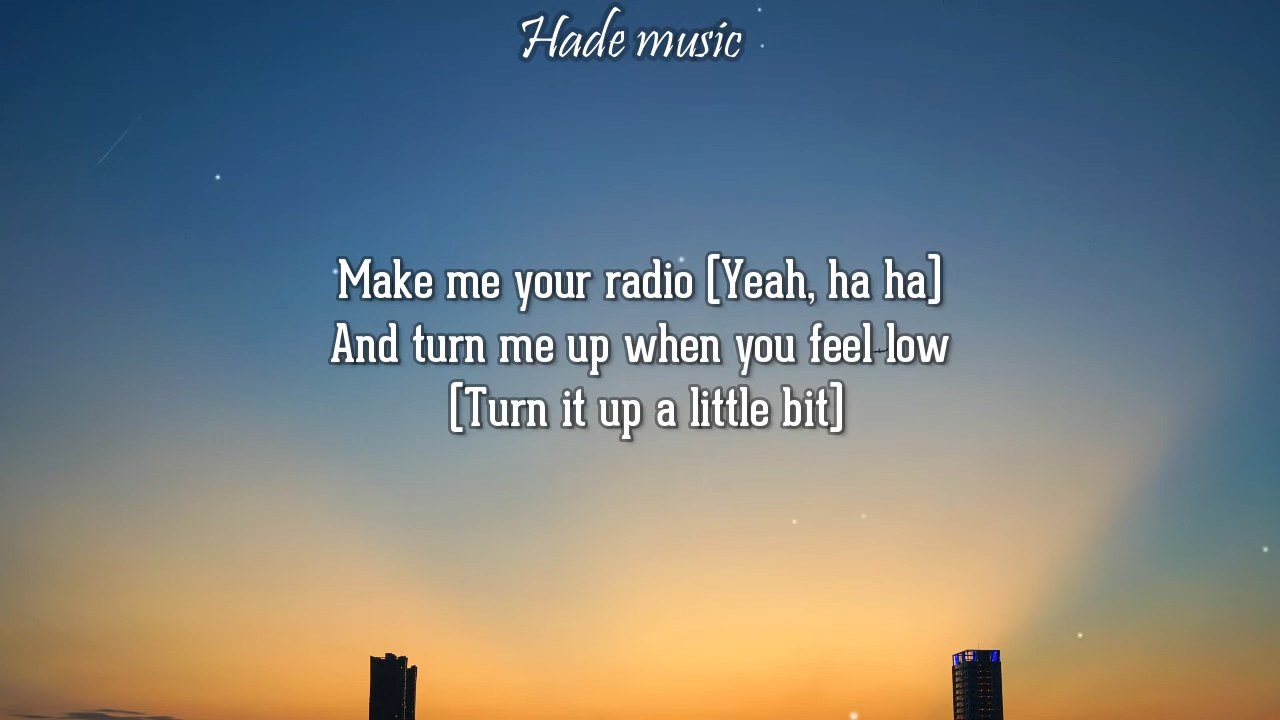 Hade music
Make me your radio [Yeah, ha ha]
And turn me up when you feel low
[Turn it up a little bit]